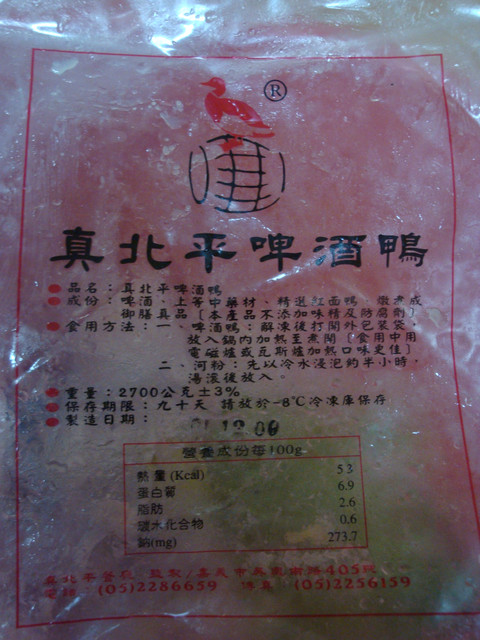 ®
真北平啤酒鴨
品名：真北平啤酒鴨
成份：啤酒、上等中藥材、精選紅面鴨、燉煮成
御膳真品〔本產品不添加味精及防腐劑〕
食用方法：一、啤酒鴨：解凍後打開外包裝袋，
放入鍋內加熱至煮開〔食用中用
電磁爐或瓦斯爐加熱口味更佳〕
二、河粉：先以冷水浸泡約半小時，
湯滾後放入。
重量：2700公克±3%
保存期限：九十天 請放於-8℃冷凍庫保存
製造日期：
營養成份每100g
熱量(Kcal) 53
蛋白質 6.9
脂肪 2.6
碳水化合物 0.6
鈉(mg) 273.7
真北平餐飲 405號
電話：(05)2286659 傳真：(05)2256159